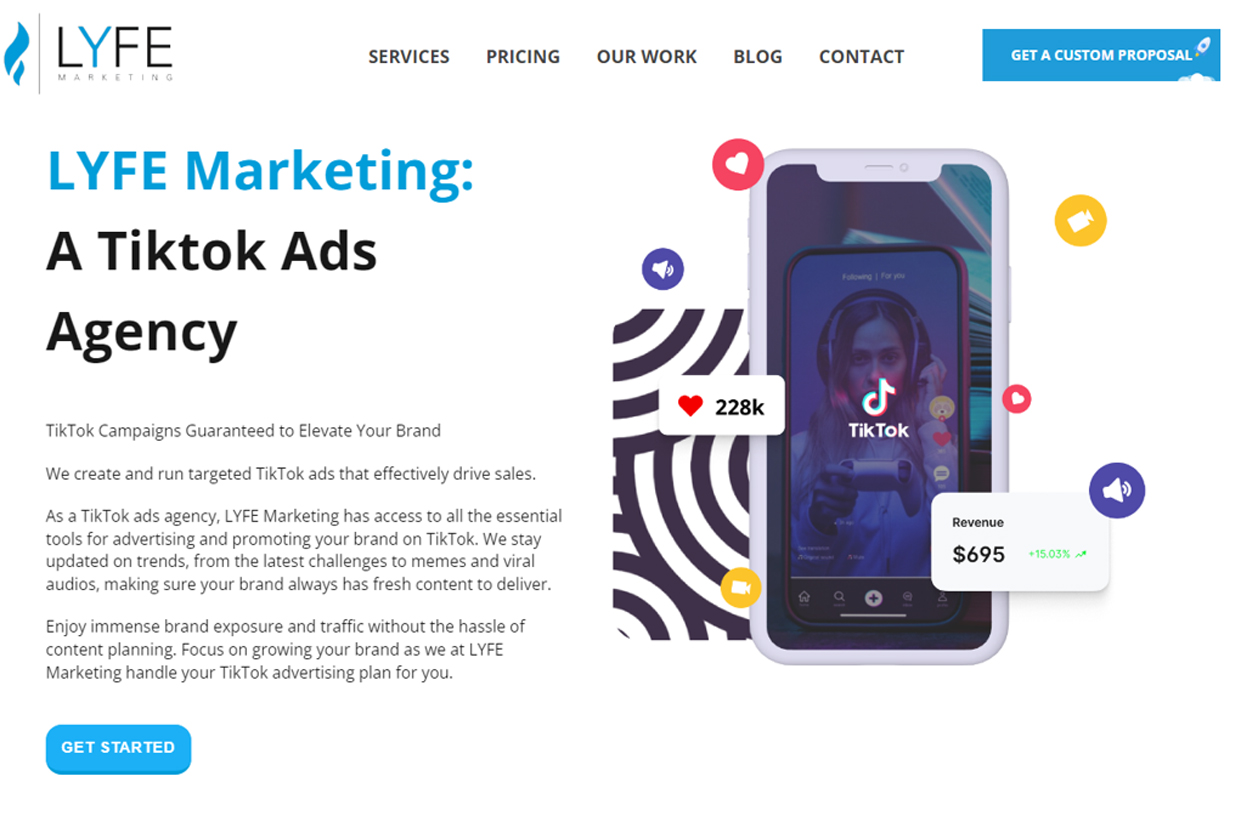 LYFE
MARKETING
SERVICES
PRICING
OUR WORK
BLOG
CONTACT
GET A CUSTOM PROPOSAL
LYFE Marketing:
A Tiktok Ads
Agency
TikTok Campaigns Guaranteed to Elevate Your Brand
We create and run targeted TikTok ads that effectively drive sales.
As a TikTok ads agency, LYFE Marketing has access to all the essential
tools for advertising and promoting your brand on TikTok. We stay
updated on trends, from the latest challenges to memes and viral
audios, making sure your brand always has fresh content to deliver.
Enjoy immense brand exposure and traffic without the hassle of
content planning. Focus on growing your brand as we at LYFE
Marketing handle your TikTok advertising plan for you.
GET STARTED
Following | For you
228k
TikTok
Revenue
$695 +15.03%